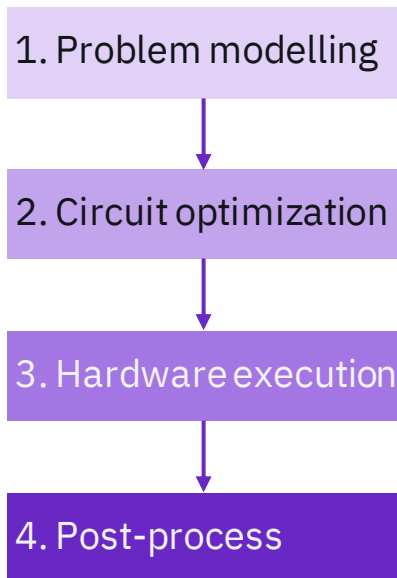 1. Problem modelling
2. Circuit optimization
3. Hardware execution
4. Post-process